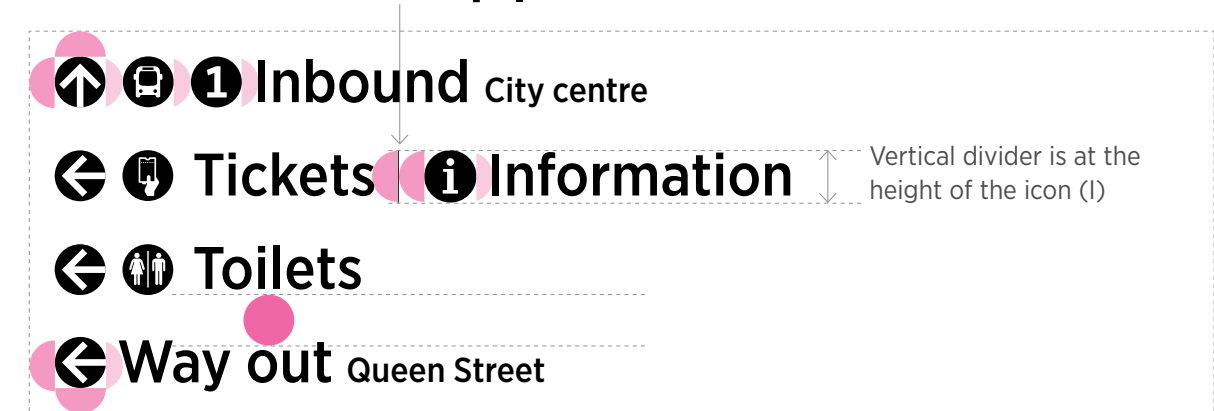 1 Inbound City centre
Tickets i Information
Vertical divider is at the
height of the icon (I)
Toilets
Way out Queen Street